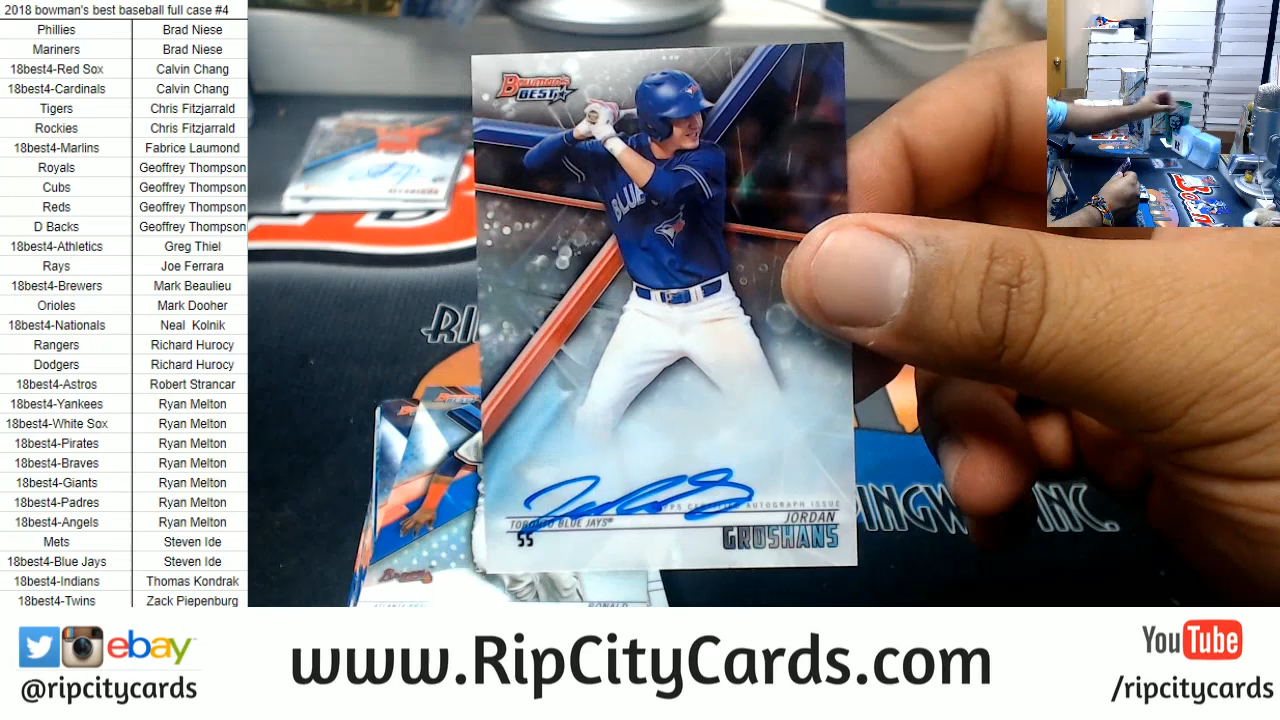 2018 bowman's best baseball full case #4
Phillies Brad Niese
Mariners Brad Niese
18best4-Red Sox Calvin Chang
18best4-Cardinals Calvin Chang
Tigers Chris Fitzjarrald
Rockies Chris Fitzjarrald
18best4-Marlins Fabrice Laumond
Royals Geoffrey Thompson
Cubs Geoffrey Thompson
Reds Geoffrey Thompson
D Backs Geoffrey Thompson
18best4-Athletics Greg Thiel
Rays Joe Ferrara
18best4-Brewers Mark Beaulieu
Orioles Mark Dooher
18best4-Nationals Neal Kolnik
Rangers Richard Hurocy
Dodgers Richard Hurocy
18best4-Astros Robert Strancar
18best4-Yankees Ryan Melton
18best4-White Sox Ryan Melton
18best4-Pirates Ryan Melton
18best4-Braves Ryan Melton
18best4-Giants Ryan Melton
18best4-Padres Ryan Melton
18best4-Angels Ryan Melton
Mets Steven Ide
18best4-Blue Jays Steven Ide
18best4-Indians Thomas Kondrak
18best4-Twins Zack Piepenburg
Bowman's
BEST
BLUE
AUTOGRAPH ISSUE
TORONTO BLUE JAYS®
JORDAN
55
GROSHANS
RONALD
INC.
ebay
@ripcitycards
www.RipCityCards.com
YouTube
/ripcitycards